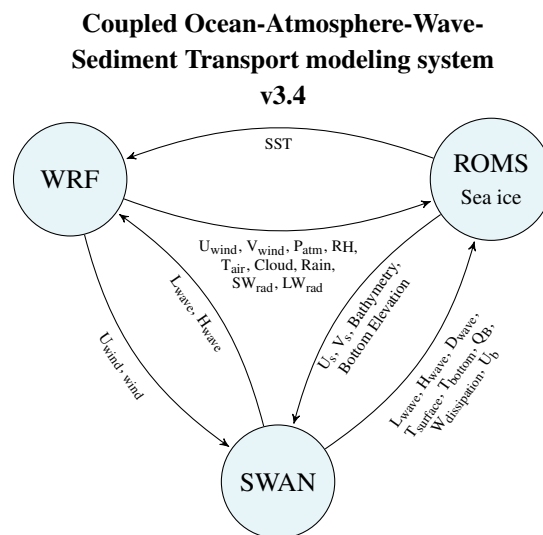 Coupled Ocean-Atmosphere-Wave-
Sediment Transport modeling system
v3.4
SST
WRF
ROMS
Sea ice
Uwind, Vwind, Patm, RH,
Tair, Cloud, Rain,
SWrad, LWrad
Lwave, Hwave
Uwind, wind
Us, Vs, Bathymetry,
Bottom Elevation
Lwave, Hwave, Dwave,
Tsurface, Tbottom, QB,
Wdissipation, Ub
SWAN